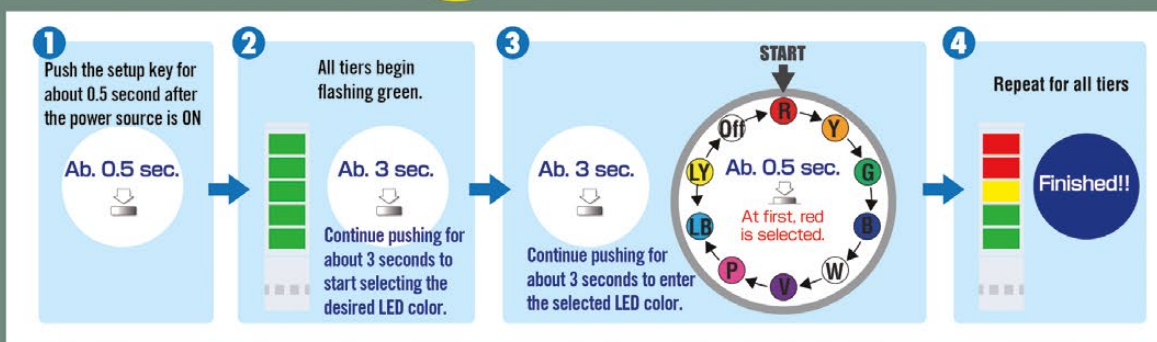 1
Push the setup key for
about 0.5 second after
the power source is ON
Ab. 0.5 sec.
2
All tiers begin
flashing green.
Ab. 3 sec.
Continue pushing for
about 3 seconds to
start selecting the
desired LED color.
3
Ab. 3 sec.
Continue pushing for
about 3 seconds to enter
the selected LED color.
START
R
Y
G
B
W
V
P
LB
LY
Off
Ab. 0.5 sec.
At first, red
is selected.
4
Repeat for all tiers
Finished!!